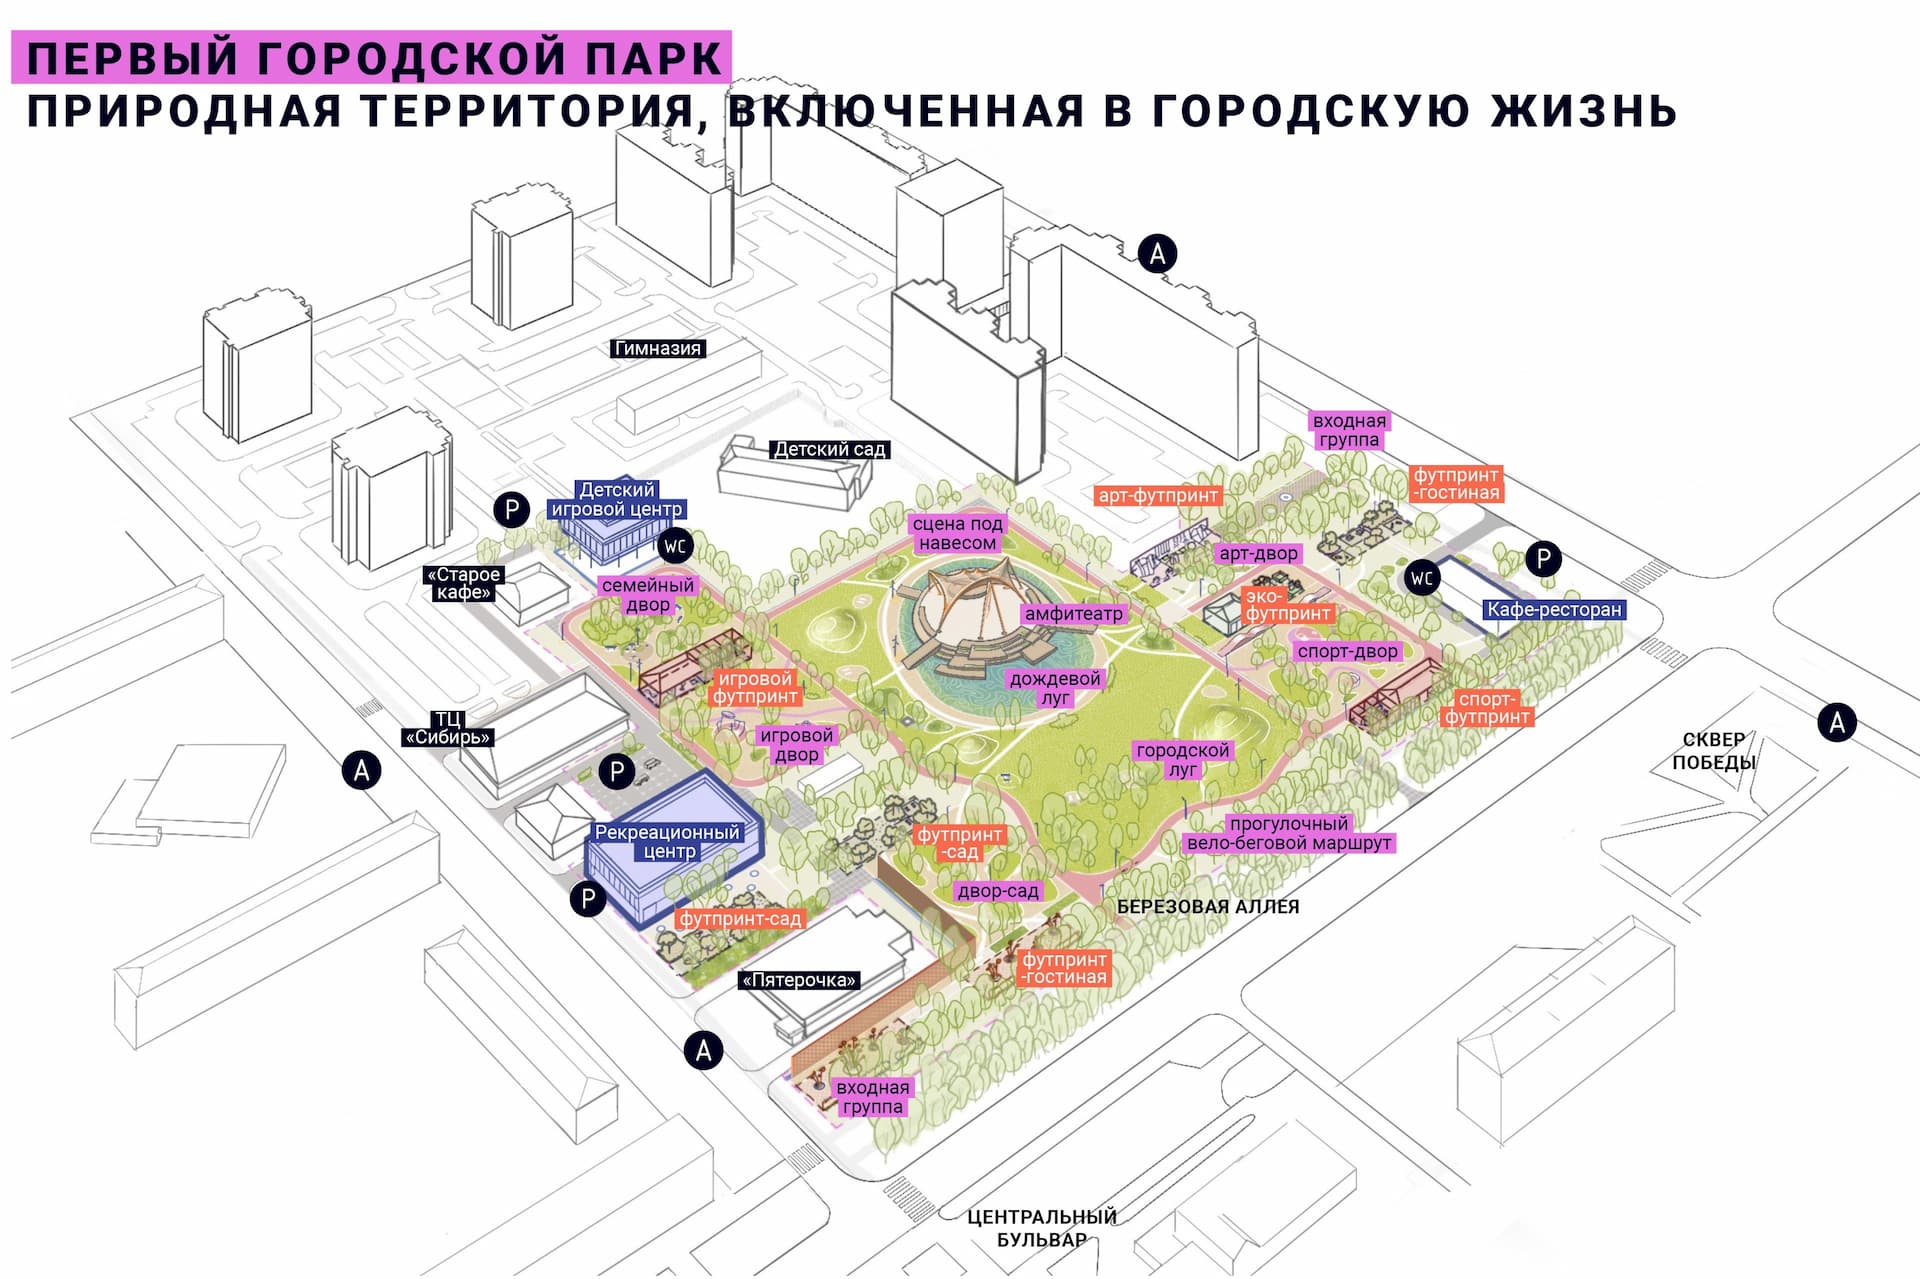 ПЕРВЫЙ ГОРОДСКОЙ ПАРК
ПРИРОДНАЯ ТЕРРИТОРИЯ, ВКЛЮЧЕННАЯ В ГОРОДСКУЮ ЖИЗНЬ
А
Гимназия
Детский сад
входная
группа
футпринт
-гостиная
арт-футпринт
P
Детский
игровой центр
WC
сцена под
навесом
арт-двор
P
WC
«Старое
кафе»
семейный
двор
амфитеатр
эко-
футпринт
Кафе-ресторан
спорт-двор
игровой
футпринт
дождевой
луг
спорт-
футпринт
ТЦ
«Сибирь»
игровой
двор
городской
луг
А
СКВЕР
ПОБЕДЫ
А
P
Рекреационный
центр
футпринт
-сад
прогулочный
вело-беговой маршрут
P
двор-сад
БЕРЕЗОВАЯ АЛЛЕЯ
футпринт-сад
футпринт
-гостиная
«Пятерочка»
А
входная
группа
ЦЕНТРАЛЬНЫЙ
БУЛЬВАР